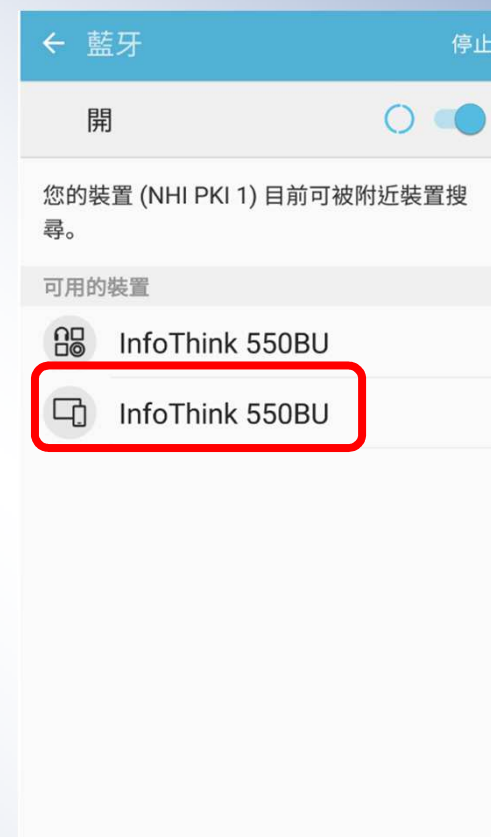 藍牙 停止
開
您的裝置 (NHI PKI 1) 目前可被附近裝置搜
尋。
可用的裝置
InfoThink 550BU
InfoThink 550BU